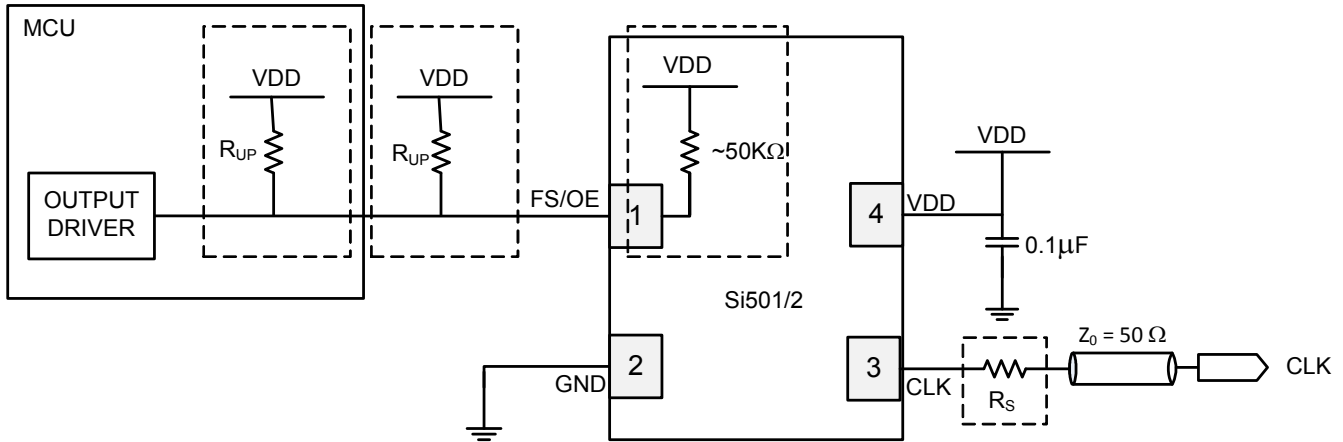 MCU
VDD
R_UP
OUTPUT
DRIVER
VDD
R_UP
FS/OE
VDD
~50KΩ
1
Si501/2
2
GND
4
VDD
VDD
0.1µF
3
CLK
R_S
Z_0 = 50 Ω
CLK